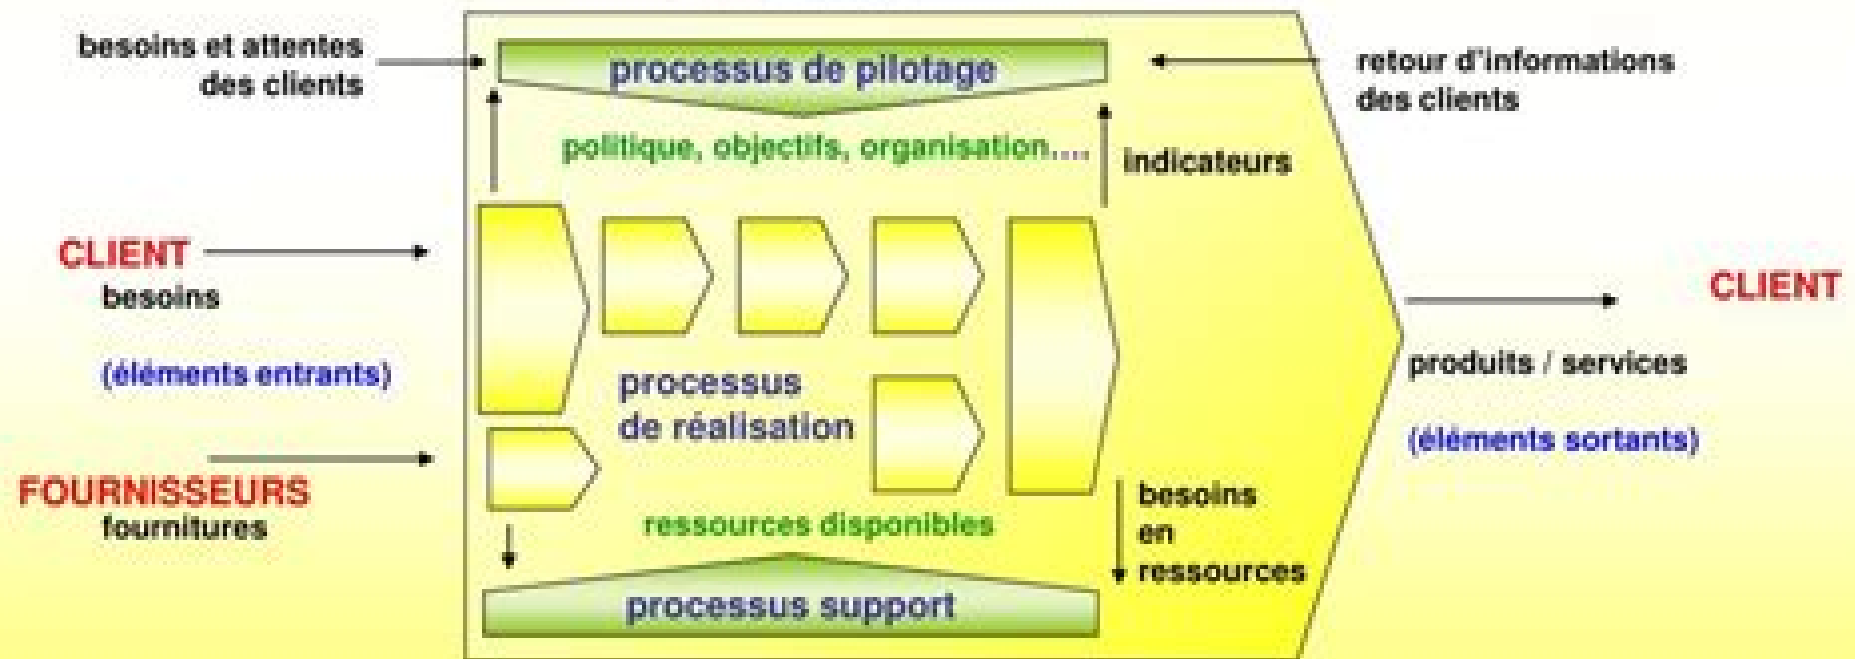 besoins et attentes
des clients
processus de pilotage
retour d'informations
des clients
politique, objectifs, organisation....
indicateurs
CLIENT
besoins
(éléments entrants)
FOURNISSEURS
fournitures
processus
de réalisation
ressources disponibles
besoins
en
ressources
processus support
CLIENT
produits / services
(éléments sortants)